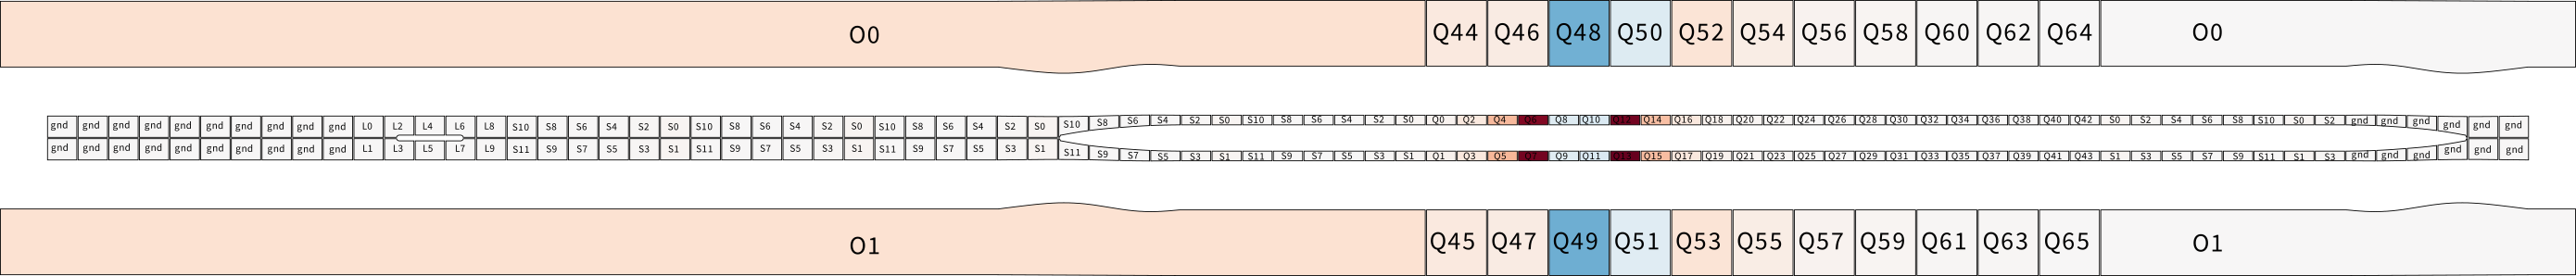 O0 Q44 Q46 Q48 Q50 Q52 Q54 Q56 Q58 Q60 Q62 Q64 O0
gnd gnd gnd gnd gnd gnd gnd gnd gnd gnd L0 L2 L4 L6 L8 S10 S8 S6 S4 S2 S0 S10 S8 S6 S4 S2 S0 S10 S8 S6 S4 S2 S0 S10 S8 S6 S4 S2 S0 S10 S8 S6 S4 S2 S0 Q0 Q2 Q4 Q6 Q8 Q10 Q12 Q14 Q16 Q18 Q20 Q22 Q24 Q26 Q28 Q30 Q32 Q34 Q36 Q38 Q40 Q42 S0 S2 S4 S6 S8 S10 S0 S2 gnd gnd gnd gnd gnd gnd
gnd gnd gnd gnd gnd gnd gnd gnd gnd gnd L1 L3 L5 L7 L9 S11 S9 S7 S5 S3 S1 S11 S9 S7 S5 S3 S1 S11 S9 S7 S5 S3 S1 S11 S9 S7 S5 S3 S1 S11 S9 S7 S5 S3 S1 Q1 Q3 Q5 Q7 Q9 Q11 Q13 Q15 Q17 Q19 Q21 Q23 Q25 Q27 Q29 Q31 Q33 Q35 Q37 Q39 Q41 Q43 S1 S3 S5 S7 S9 S11 S1 S3 gnd gnd gnd gnd gnd gnd
O1 Q45 Q47 Q49 Q51 Q53 Q55 Q57 Q59 Q61 Q63 Q65 O1